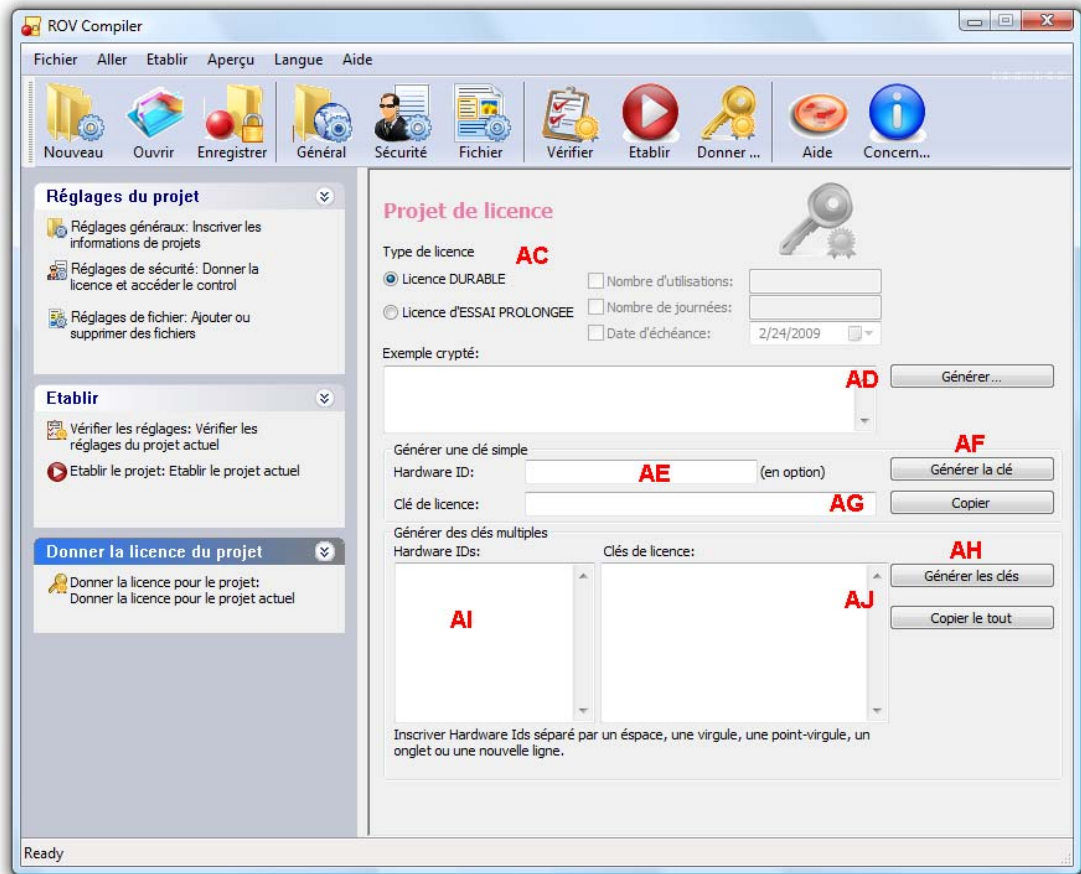 ROV Compiler
Fichier Aller Etablir Aperçu Langue Aide
Nouveau Ouvrir Enregistrer Général Sécurité Fichier Vérifier Etablir Donner ... Aide Concern...
Réglages du projet
Réglages généraux: Inscriver les
informations de projets
Réglages de sécurité: Donner la
licence et accéder le control
Réglages de fichier: Ajouter ou
supprimer des fichiers
Etablir
Vérifier les réglages: Vérifier les
réglages du projet actuel
Etablir le projet: Etablir le projet actuel
Donner la licence du projet
Donner la licence pour le projet:
Donner la licence pour le projet actuel
Projet de licence
Type de licence
AC
Licence DURABLE
Nombre d'utilisations:
Licence d'ESSAI PROLONGEE
Nombre de journées:
Date d'échéance: 2/24/2009
Exemple crypté:
AD
Générer...
Générer une clé simple
AF
Hardware ID:
AE
(en option)
Générer la clé
Clé de licence:
AG
Copier
Générer des clés multiples
Hardware IDs:
Clés de licence:
AH
Générer les clés
AI
AJ
Copier le tout
Inscriver Hardware Ids séparé par un éspace, une virgule, une point-virgule, un
onglet ou une nouvelle ligne.
Ready